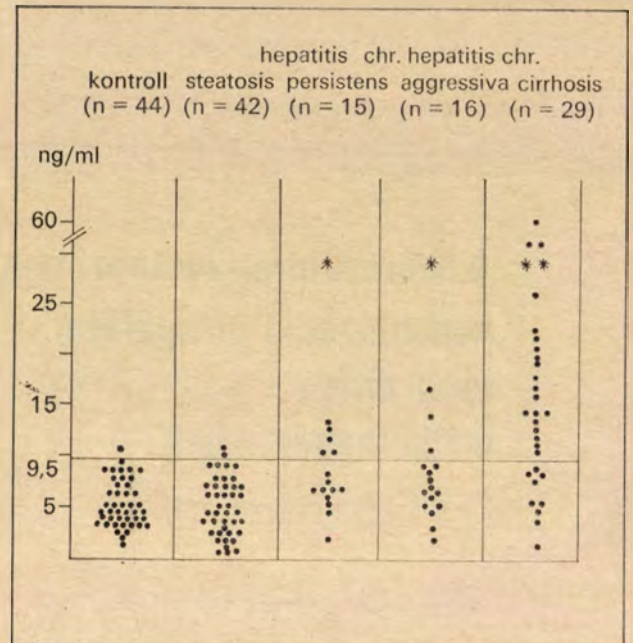 hepatitis chr. hepatitis chr.
kontroll steatosis persistens aggressiva cirrhosis
(n = 44) (n = 42) (n = 15) (n = 16) (n = 29)
ng/ml
60
25
15
9,5
5
* * * *